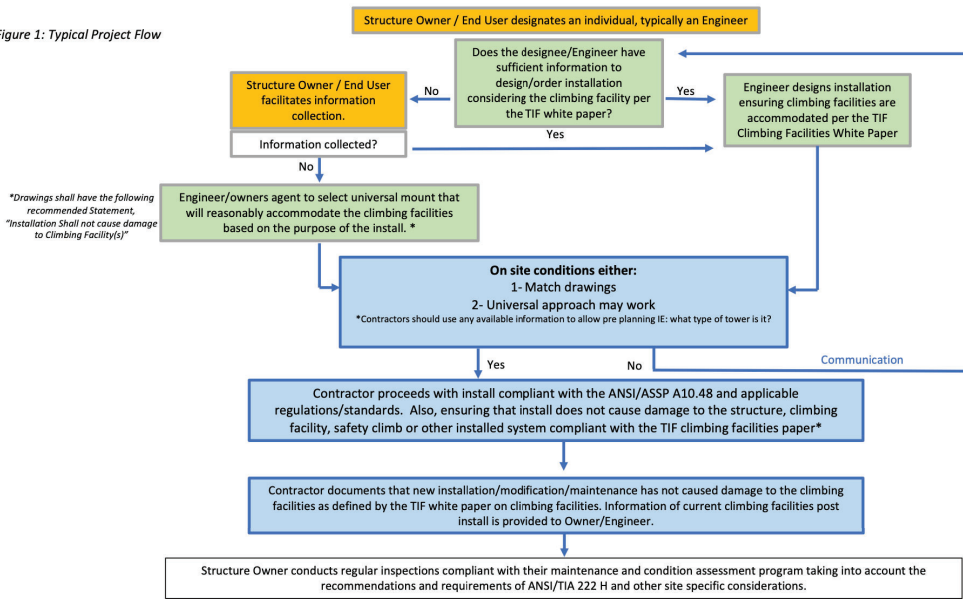 Structure Owner / End User designates an individual, typically an Engineer
Figure 1: Typical Project Flow
Does the designee/Engineer have
sufficient information to
design/order installation
considering the climbing facility per
the TIF white paper?
No
Yes
Structure Owner / End User
facilitates information
collection.
Engineer designs installation
ensuring climbing facilities are
accommodated per the TIF
Climbing Facilities White Paper
Information collected?
Yes
No
*Drawings shall have the following
recommended Statement,
"Installation Shall not cause damage
to Climbing Facility(s)"
Engineer/owners agent to select universal mount that
will reasonably accommodate the climbing facilities
based on the purpose of the install. *
On site conditions either:
1- Match drawings
2- Universal approach may work
*Contractors should use any available information to allow pre planning IE: what type of tower is it?
Yes
No
Communication
Contractor proceeds with install compliant with the ANSI/ASSP A10.48 and applicable
regulations/standards. Also, ensuring that install does not cause damage to the structure, climbing
facility, safety climb or other installed system compliant with the TIF climbing facilities paper*
Contractor documents that new installation/modification/maintenance has not caused damage to the climbing
facilities as defined by the TIF white paper on climbing facilities. Information of current climbing facilities post
install is provided to Owner/Engineer.
Structure Owner conducts regular inspections compliant with their maintenance and condition assessment program taking into account the
recommendations and requirements of ANSI/TIA 222 H and other site specific considerations.